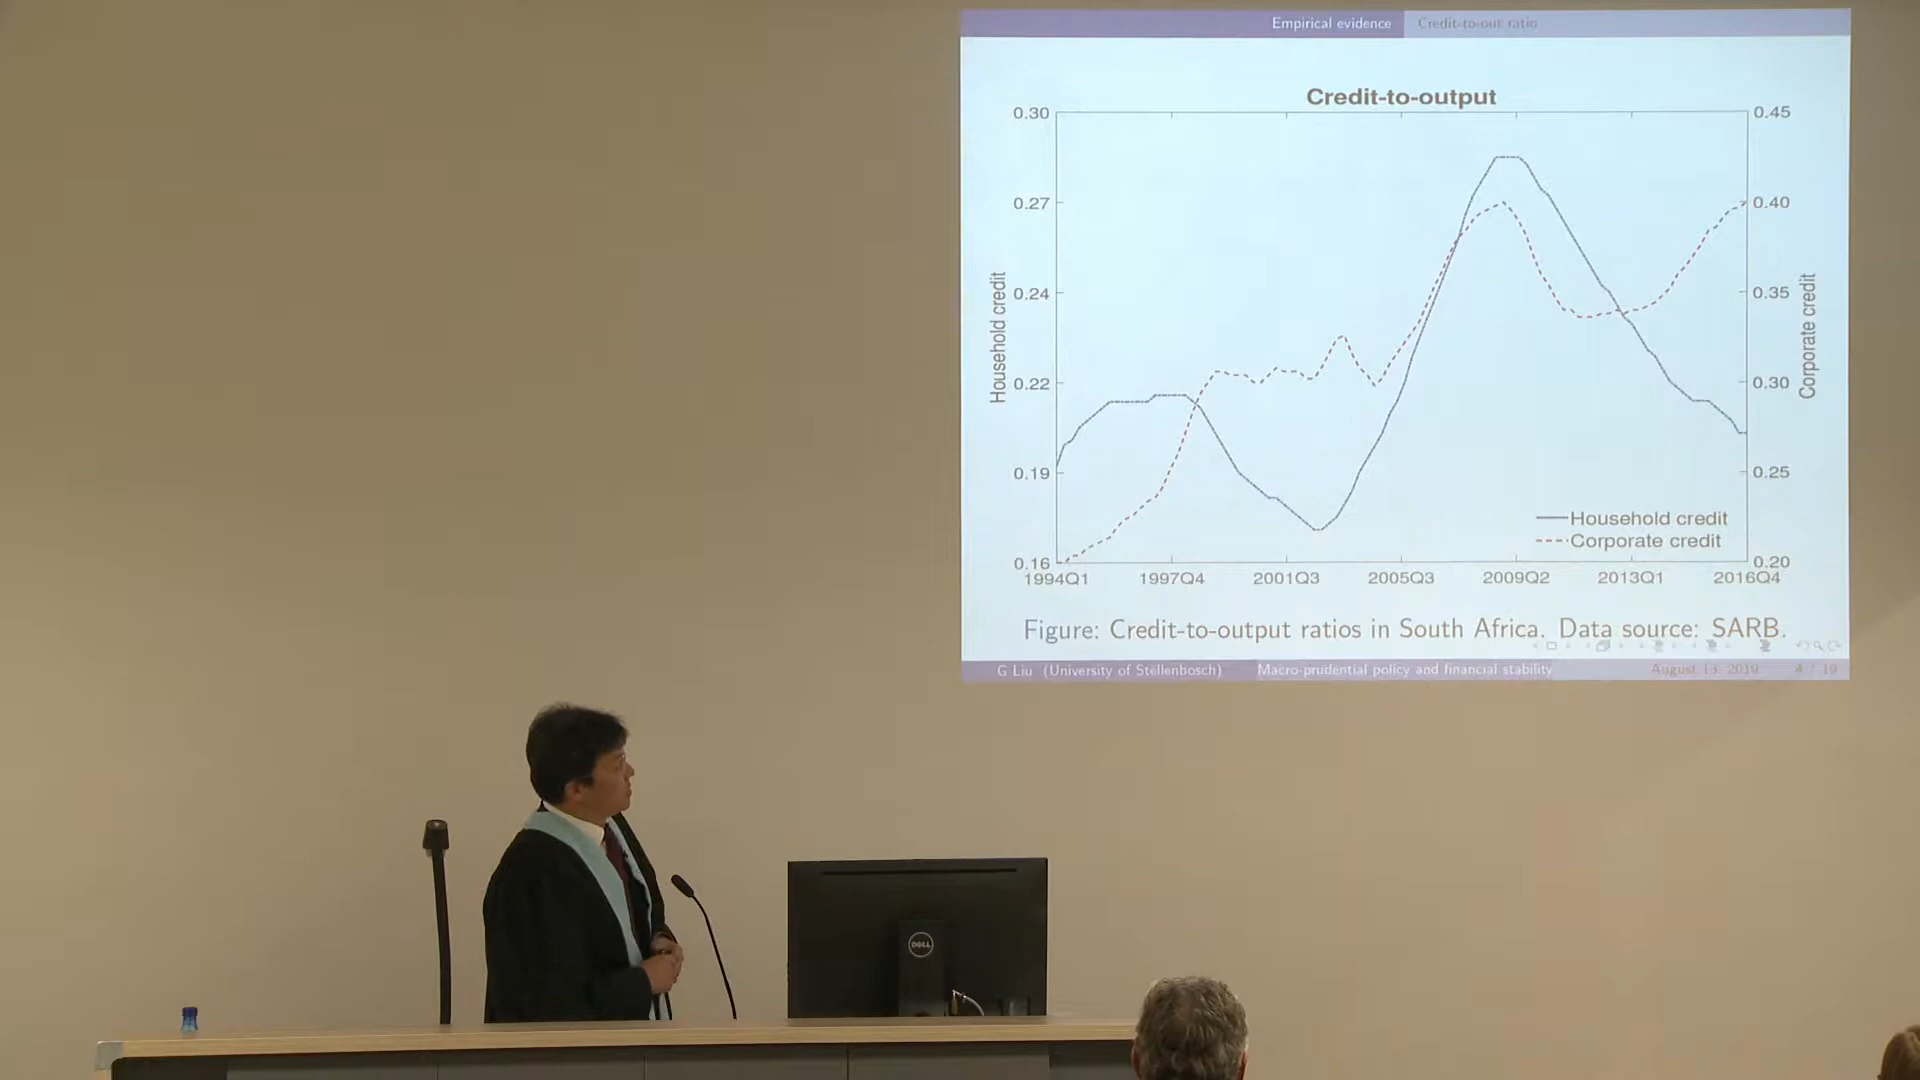 Empirical evidence Credit-to-out ratio
Credit-to-output
0.30
0.27
0.24
0.22
0.19
0.16
Household credit
0.45
0.40
0.35
0.30
0.25
0.20
Corporate credit
Household credit
Corporate credit
1994Q1 1997Q4 2001Q3 2005Q3 2009Q2 2013Q1 2016Q4
Figure: Credit-to-output ratios in South Africa. Data source: SARB.
G Liu (University of Stellenbosch) Macro-prudential policy and financial stability August 13, 2019 4 / 19
DELL